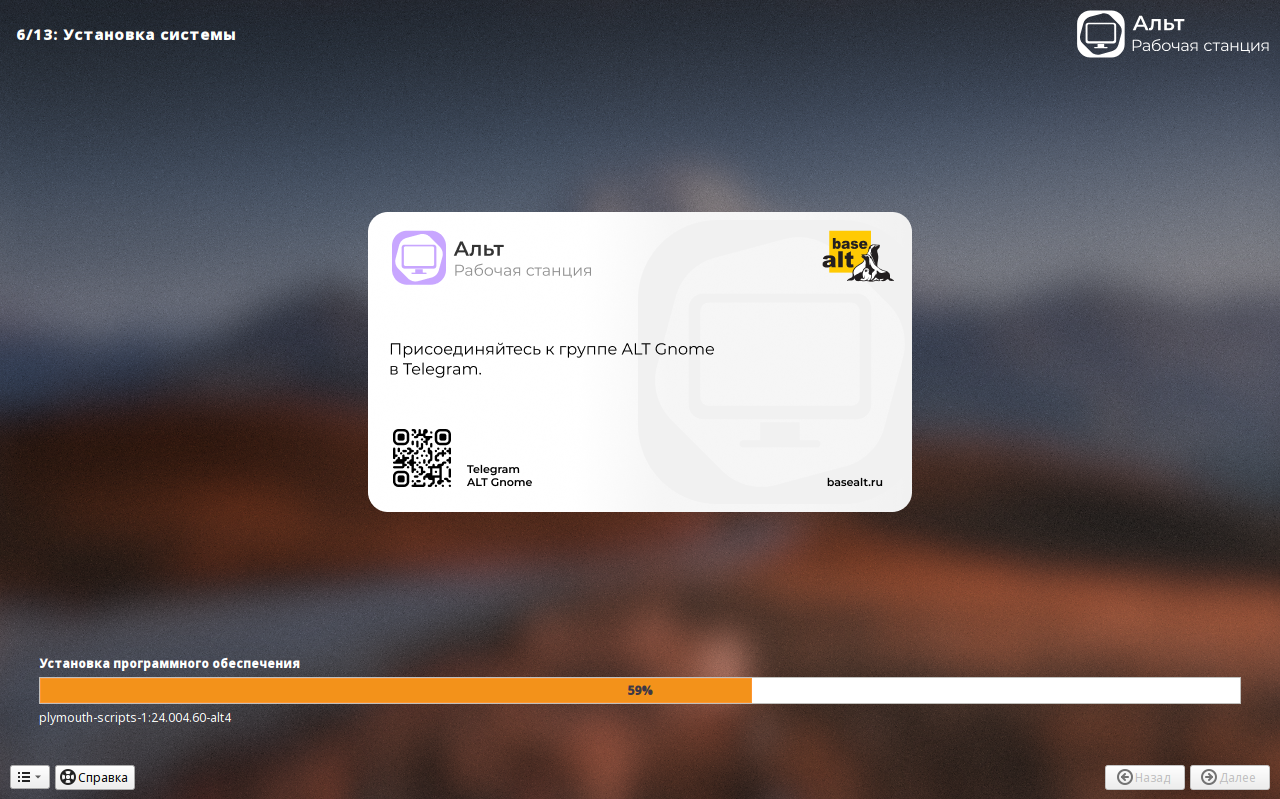 6/13: Установка системы
Альт
Рабочая станция
Альт
Рабочая станция
base
alt
Присоединяйтесь к группе ALT Gnome
в Telegram.
Telegram
ALT Gnome
basealt.ru
Установка программного обеспечения
59%
plymouth-scripts-1:24.004.60-alt4
Справка
Назад
Далее